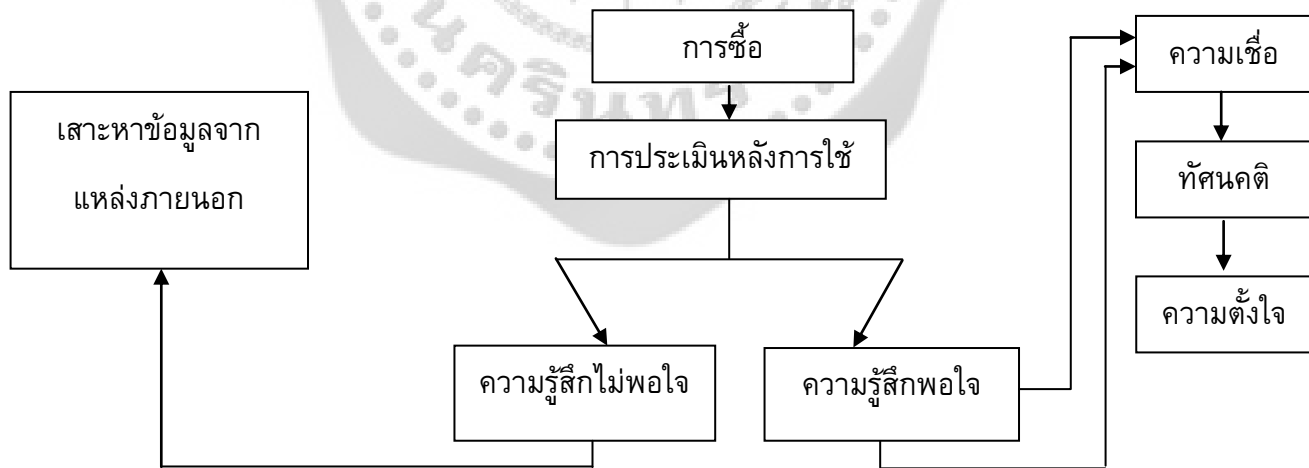 การซื้อ
ความเชื่อ
เสาะหาข้อมูลจาก
แหล่งภายนอก
การประเมินหลังการใช้
ทัศนคติ
ความตั้งใจ
ความรู้สึกไม่พอใจ
ความรู้สึกพอใจ